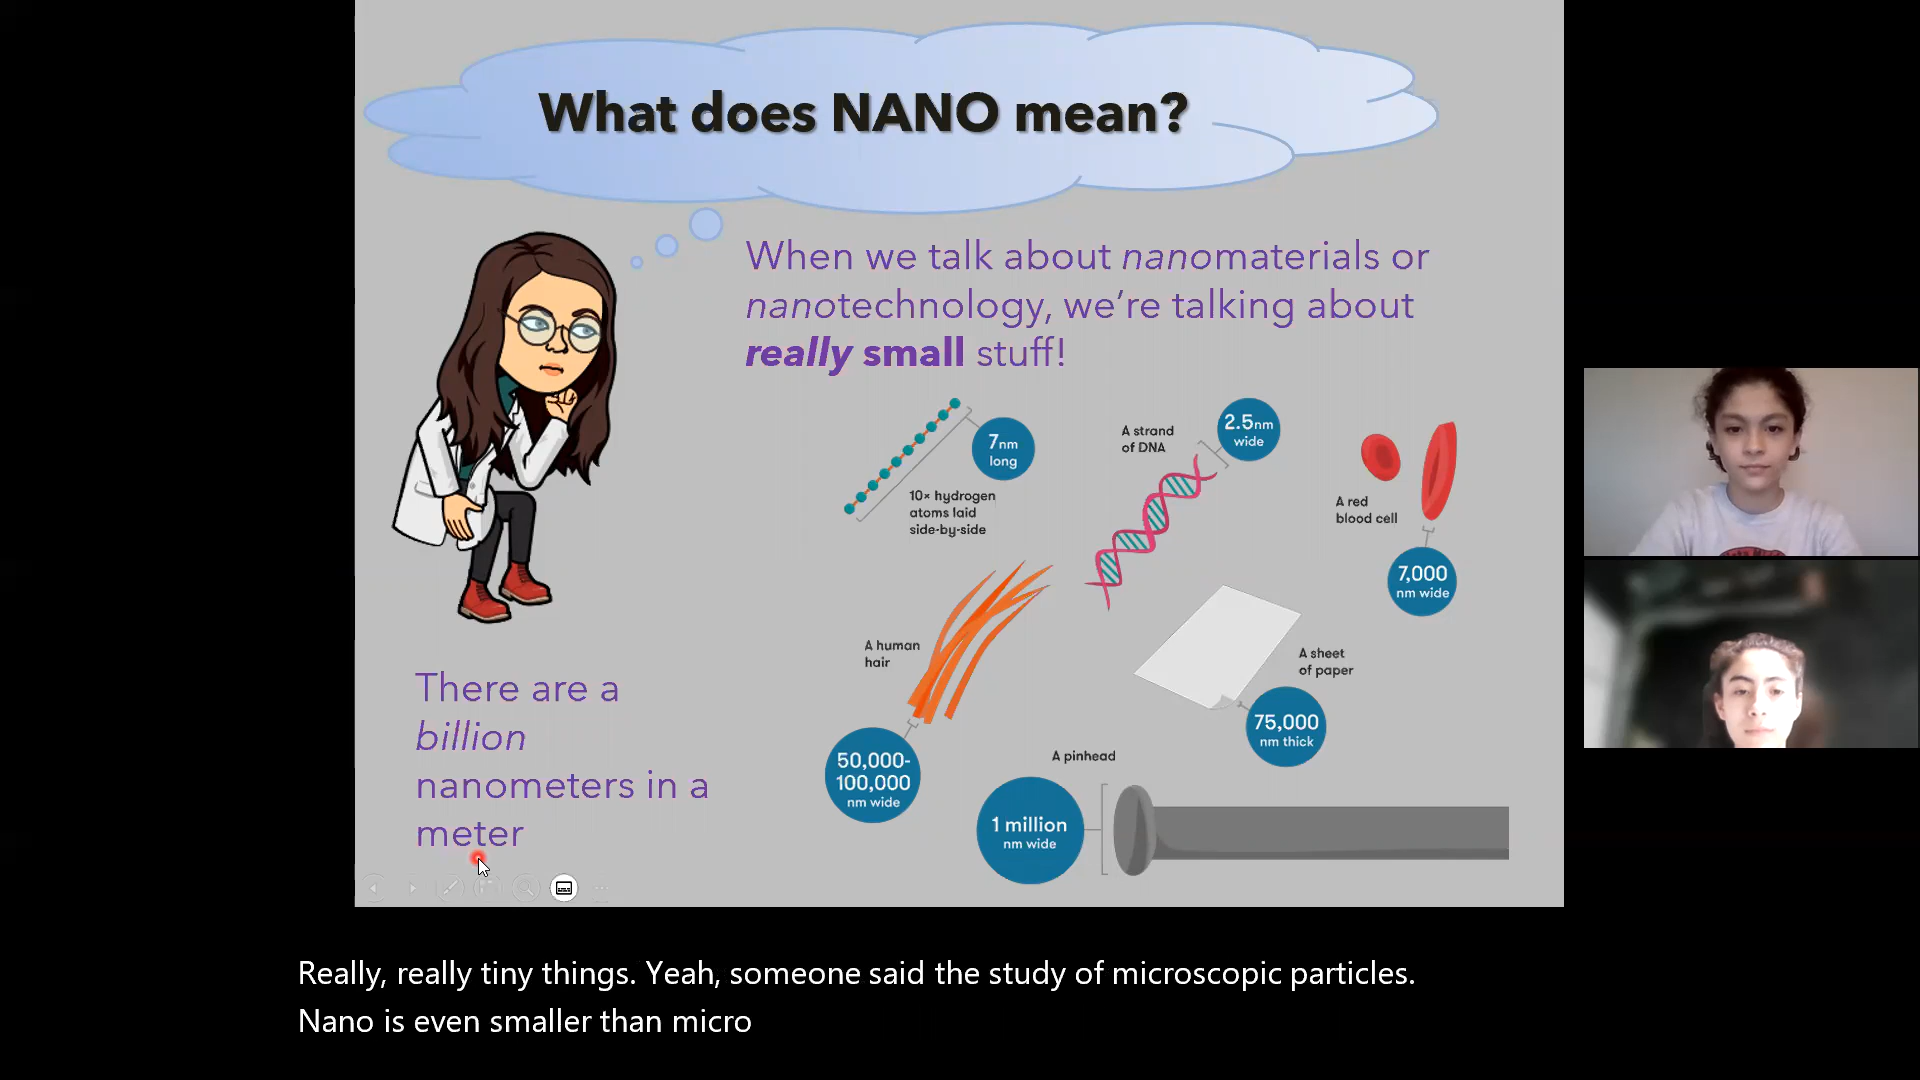 What does NANO mean?
When we talk about nanomaterials or
nanotechnology, we're talking about
really small stuff!
7nm
long
10× hydrogen
atoms laid
side-by-side
A strand
of DNA
2.5nm
wide
A red
blood cell
7,000
nm wide
A human
hair
50,000-
100,000
nm wide
A sheet
of paper
75,000
nm thick
A pinhead
1 million
nm wide
There are a
billion
nanometers in a
meter
Really, really tiny things. Yeah, someone said the study of microscopic particles.
Nano is even smaller than micro